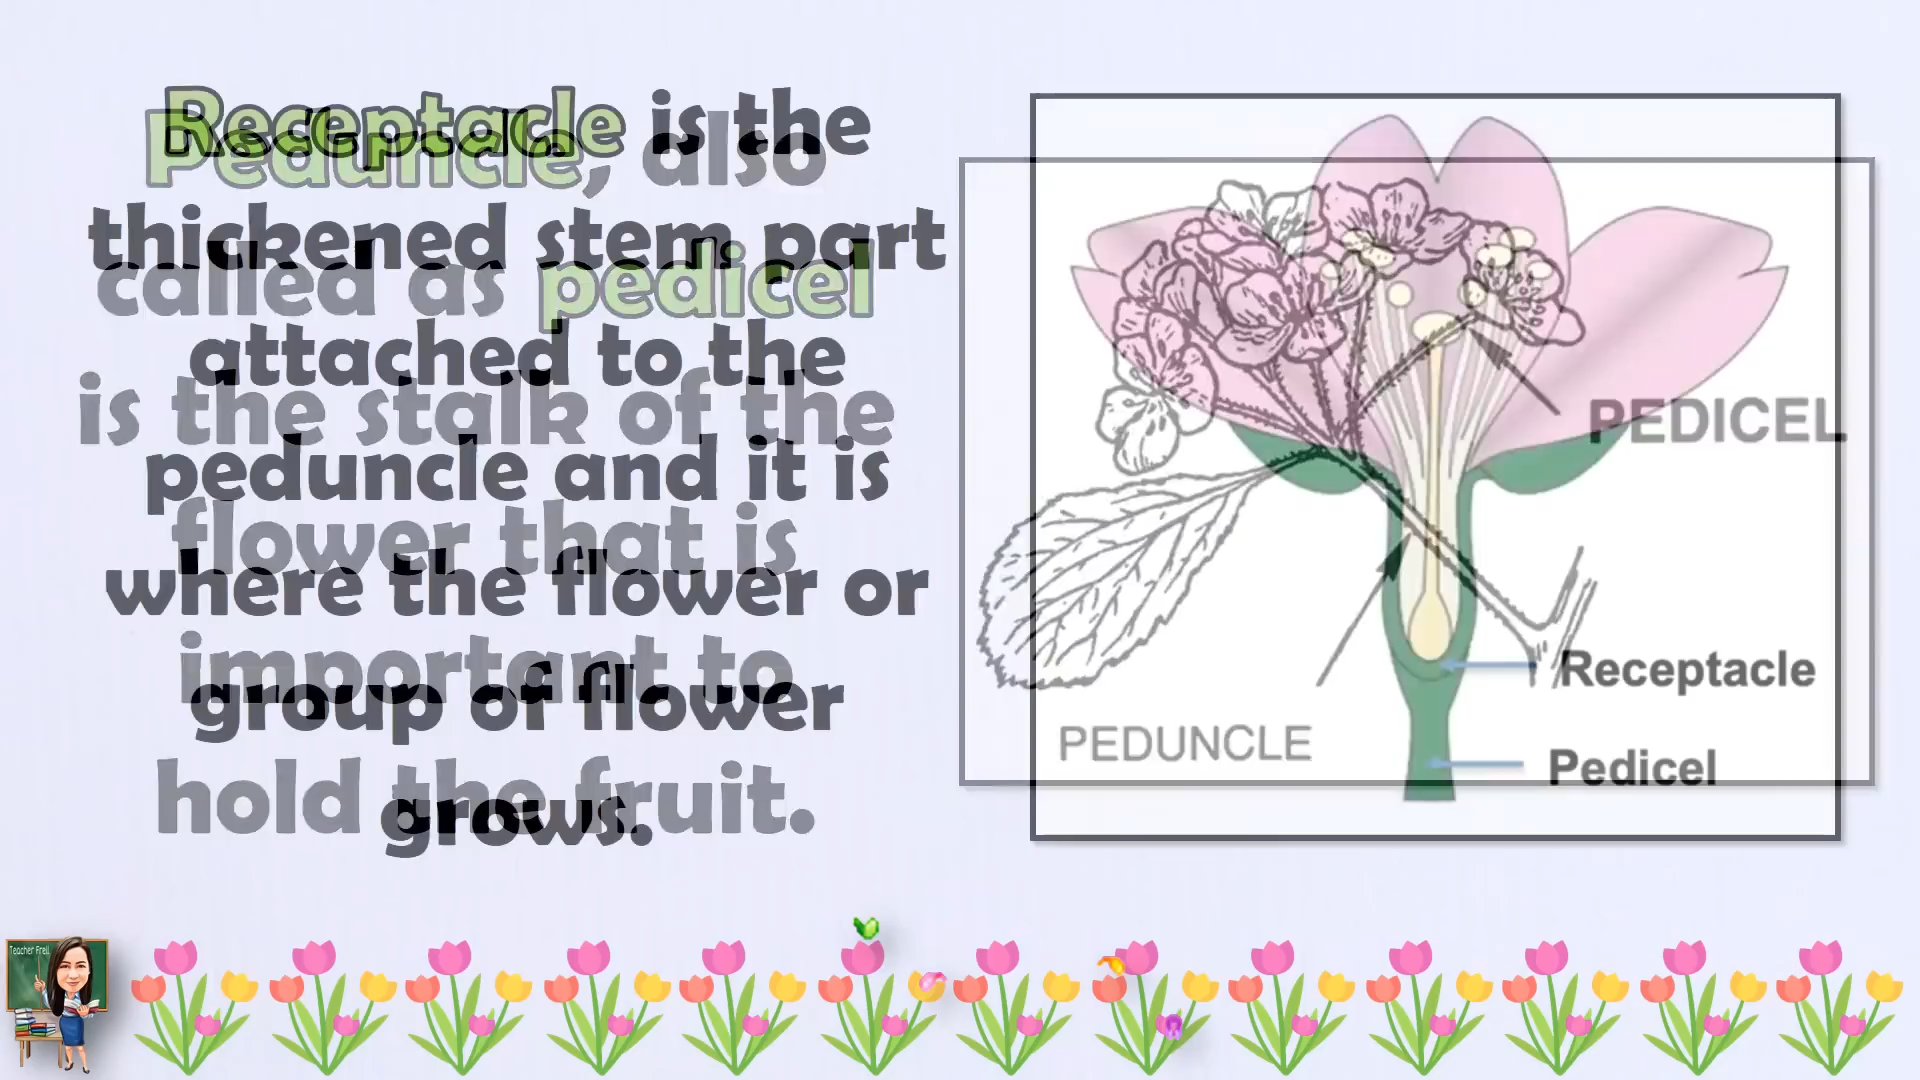 Receptacle is the
thickened stem part
attached to the
peduncle and it is
where the flower or
group of flower
grows.
Peduncle, also
called as pedicel
is the stalk of the
flower that is
important to
hold the fruit.
PEDICEL
PEDUNCLE
Receptacle
Pedicel
Teacher Frell